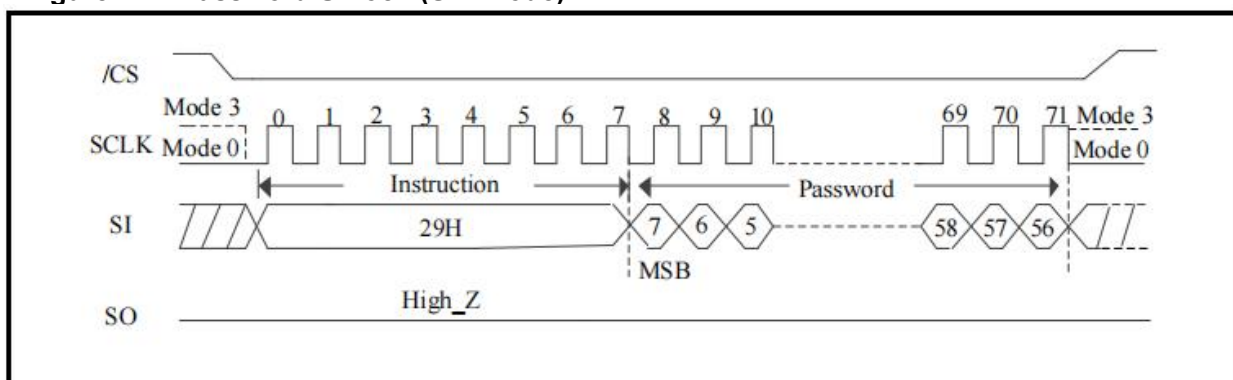 /CS
Mode 3 0 1 2 3 4 5 6 7 8 9 10 69 70 71 Mode 3
SCLK Mode 0 Mode 0
Instruction Password
SI 29H 7 6 5 58 57 56
MSB
High_Z
SO